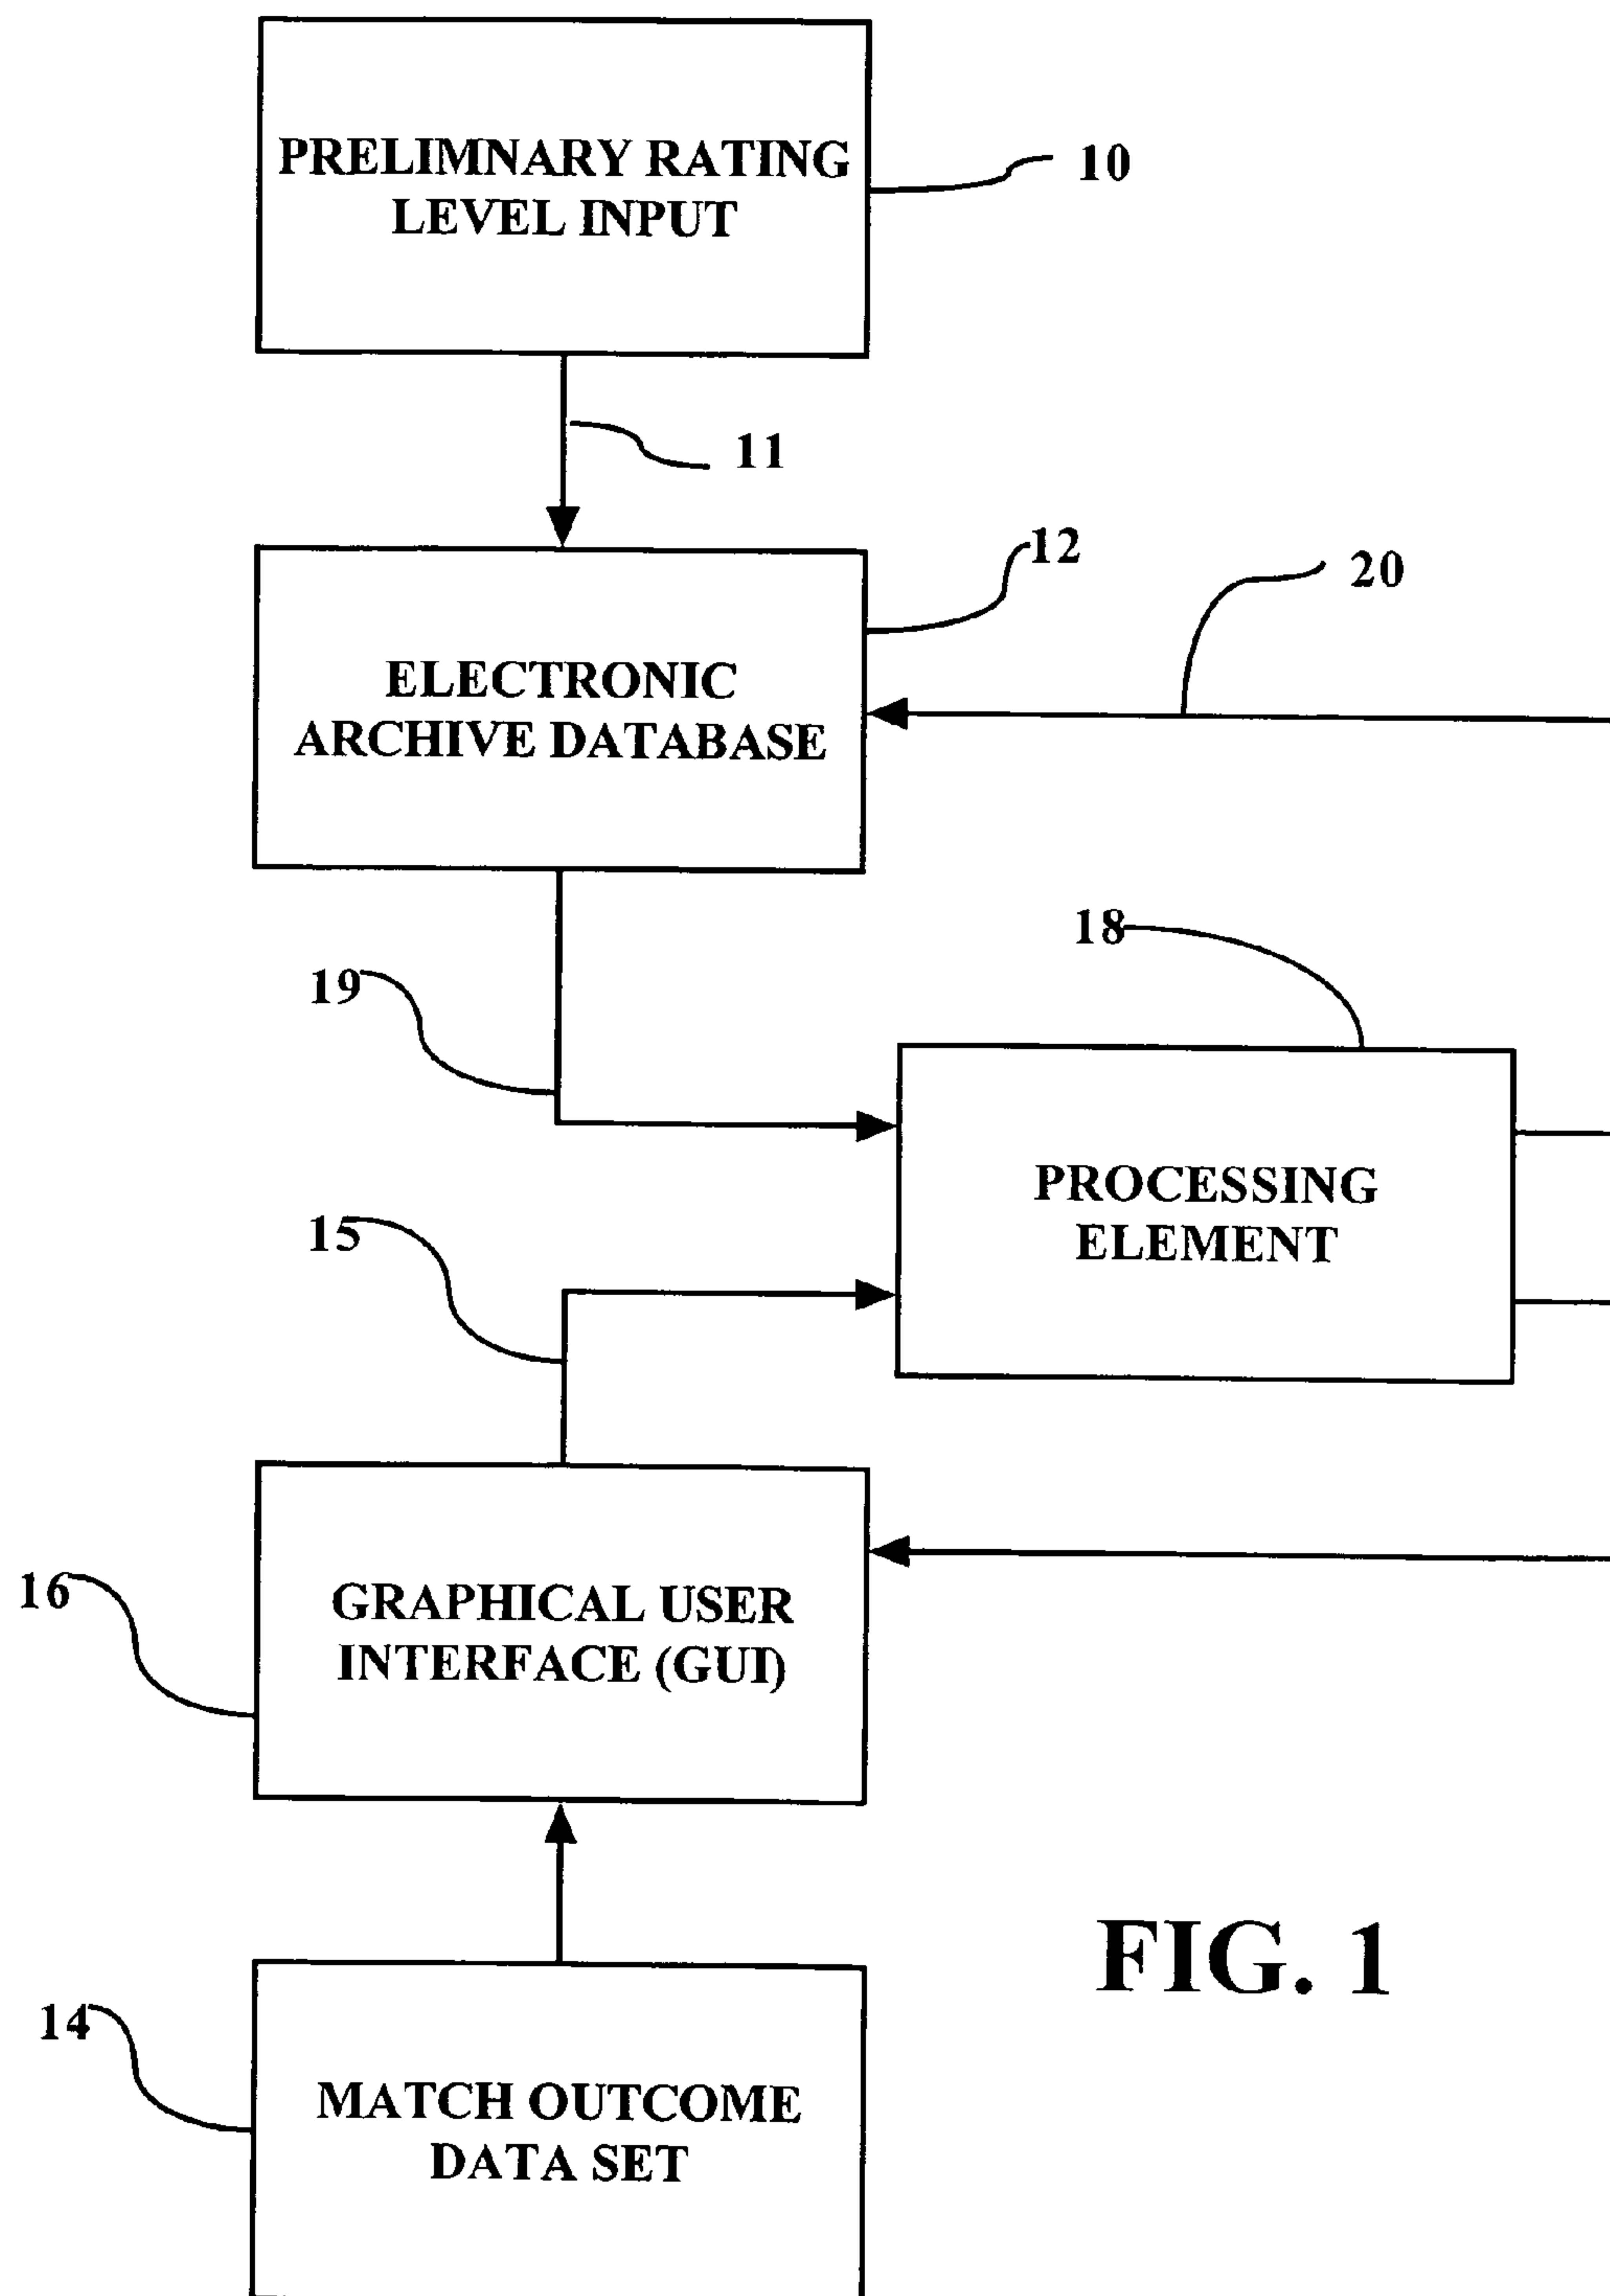 PRELIMNARY RATING
LEVEL INPUT
10
11
12
20
ELECTRONIC
ARCHIVE DATABASE
18
19
PROCESSING
ELEMENT
15
16
GRAPHICAL USER
INTERFACE (GUI)
FIG. 1
14
MATCH OUTCOME
DATA SET